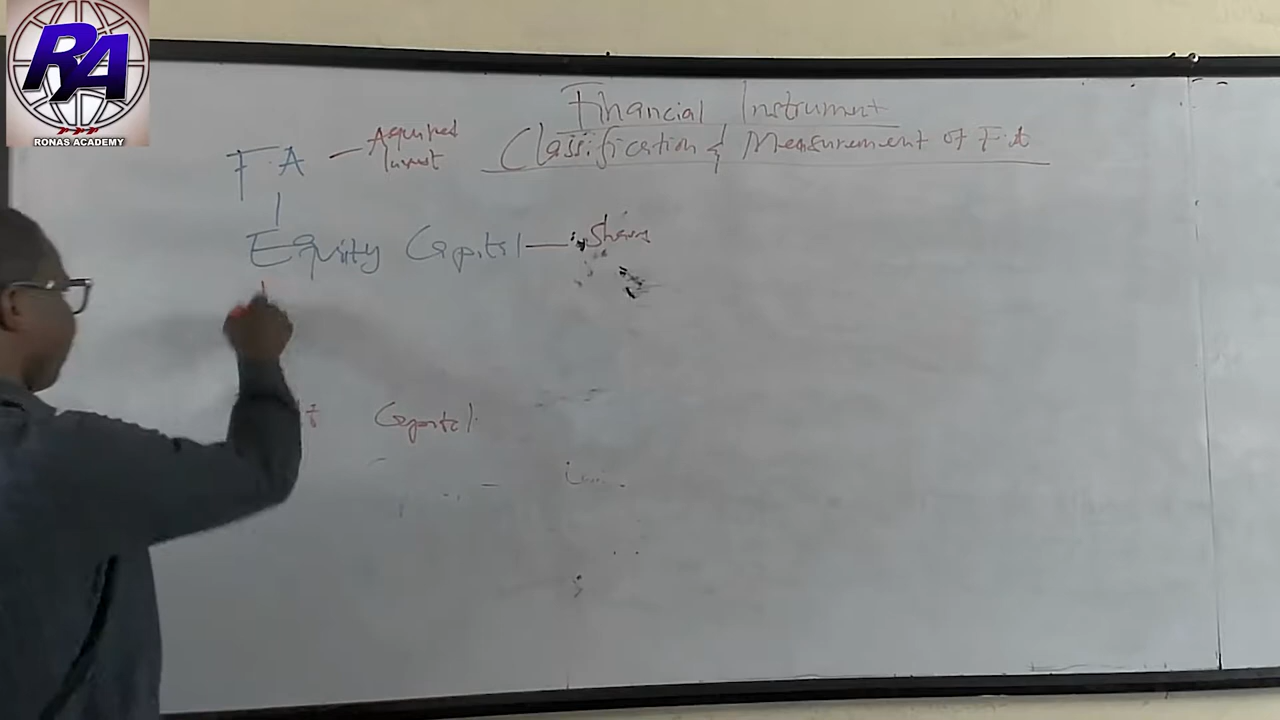 RA
RONAS ACADEMY
Financial Instrument
Classification & Measurement of F.A
F.A — Acquired
Invest
Equity Capital — Shares
Capital